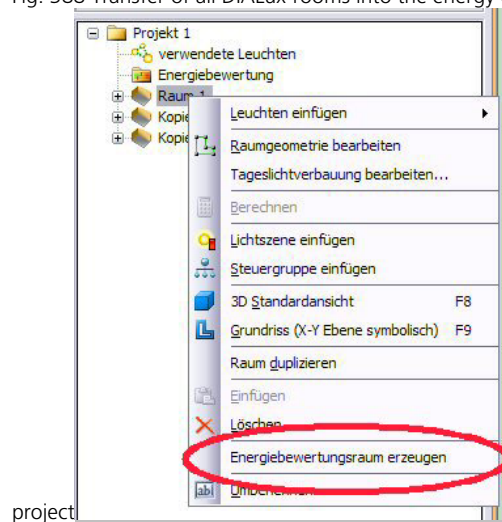 Fig. 388 Transfer of all DIALux rooms into the energy
Projekt 1
verwendete Leuchten
Energiebewertung
Raum 1
Kopie
Kopie
Leuchten einfügen
Raumgeometrie bearbeiten
Tageslichtverbauung bearbeiten...
Berechnen
Lichtszene einfügen
Steuergruppe einfügen
3D Standardansicht F8
Grundriss (X-Y Ebene symbolisch) F9
Raum duplizieren
Einfügen
Löschen
Energiebewertungsraum erzeugen
Umbenennen
project